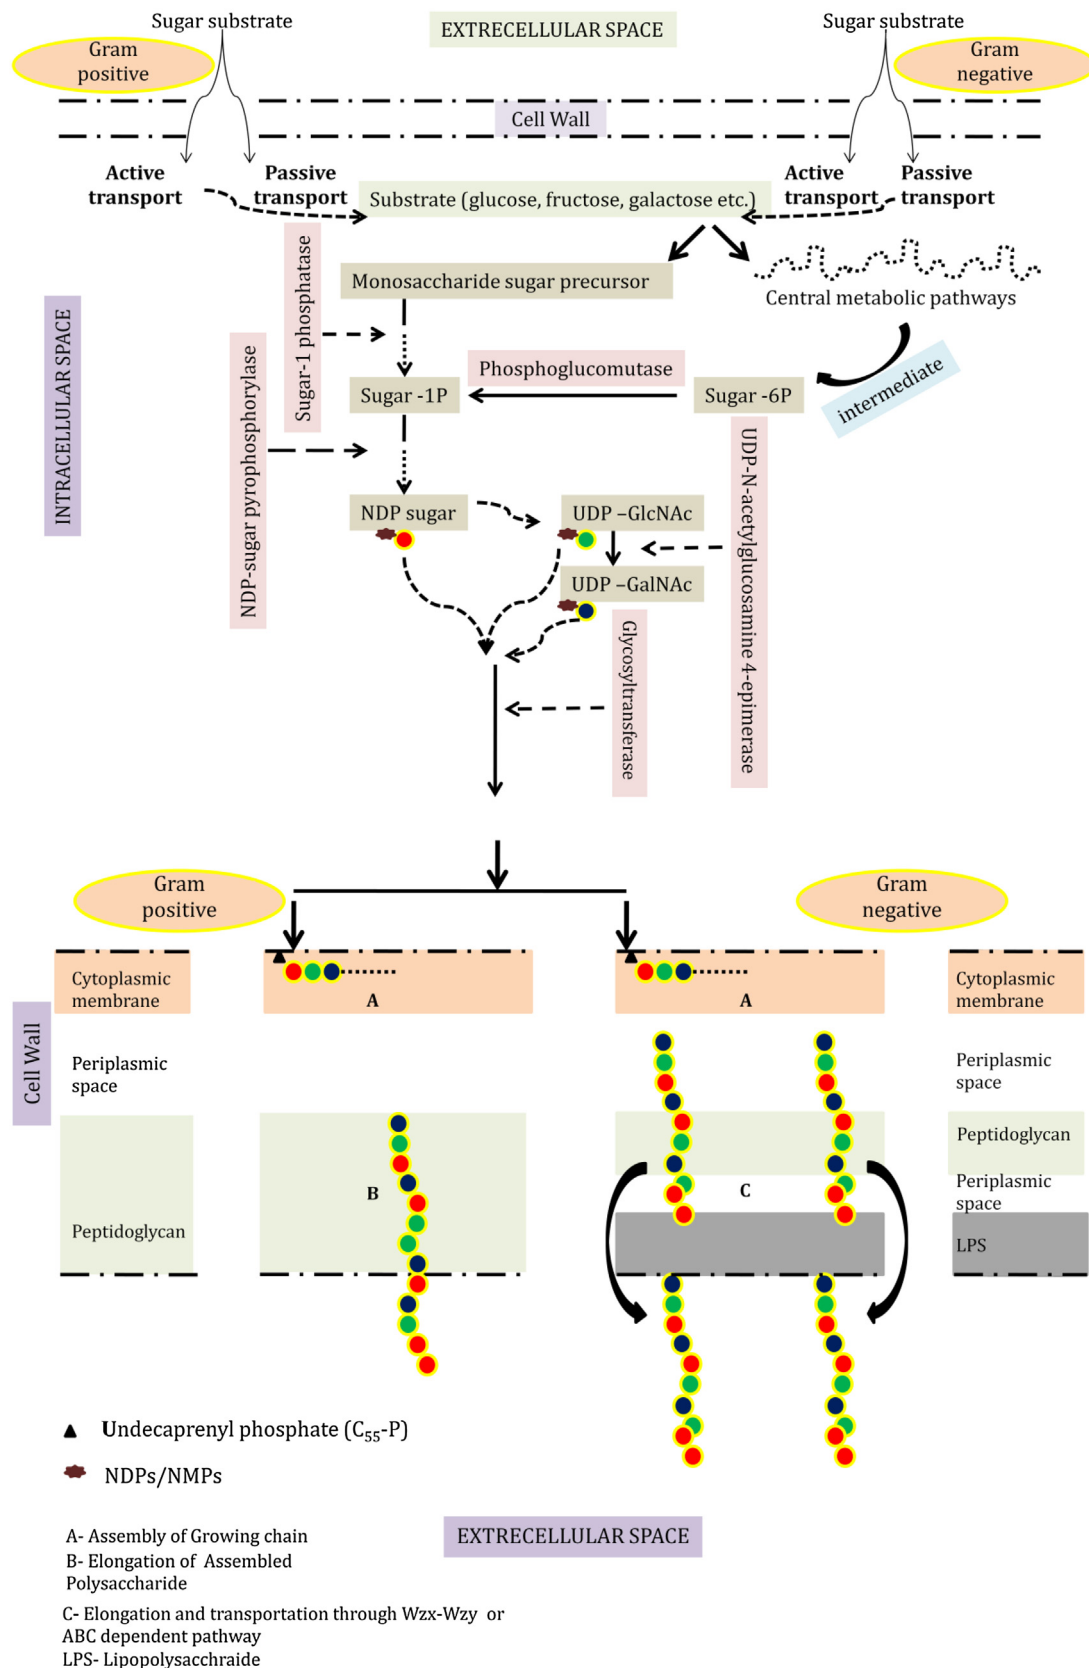 Sugar substrate
EXTRECELLULAR SPACE
Sugar substrate
Gram
positive
Gram
negative
Cell Wall
Active
transport
Passive
transport
Active
transport
Passive
transport
Substrate (glucose, fructose, galactose etc.)
Sugar-1 phosphatase
Monosaccharide sugar precursor
Central metabolic pathways
INTRACELLULAR SPACE
NDP-sugar pyrophosphorylase
Phosphoglucomutase
intermediate
Sugar -1P
Sugar -6P
UDP-N-acetylglucosamine 4-epimerase
NDP sugar
UDP –GlcNAc
UDP –GalNAc
Glycosyltransferase
Gram
positive
Gram
negative
Cell Wall
Cytoplasmic
membrane
A
A
Cytoplasmic
membrane
Periplasmic
space
Periplasmic
space
Peptidoglycan
B
C
Periplasmic
space
Peptidoglycan
LPS
Undecaprenyl phosphate (C55-P)
NDPs/NMPs
A- Assembly of Growing chain
B- Elongation of Assembled
Polysaccharide
EXTRECELLULAR SPACE
C- Elongation and transportation through Wzx-Wzy or
ABC dependent pathway
LPS- Lipopolysacchraide